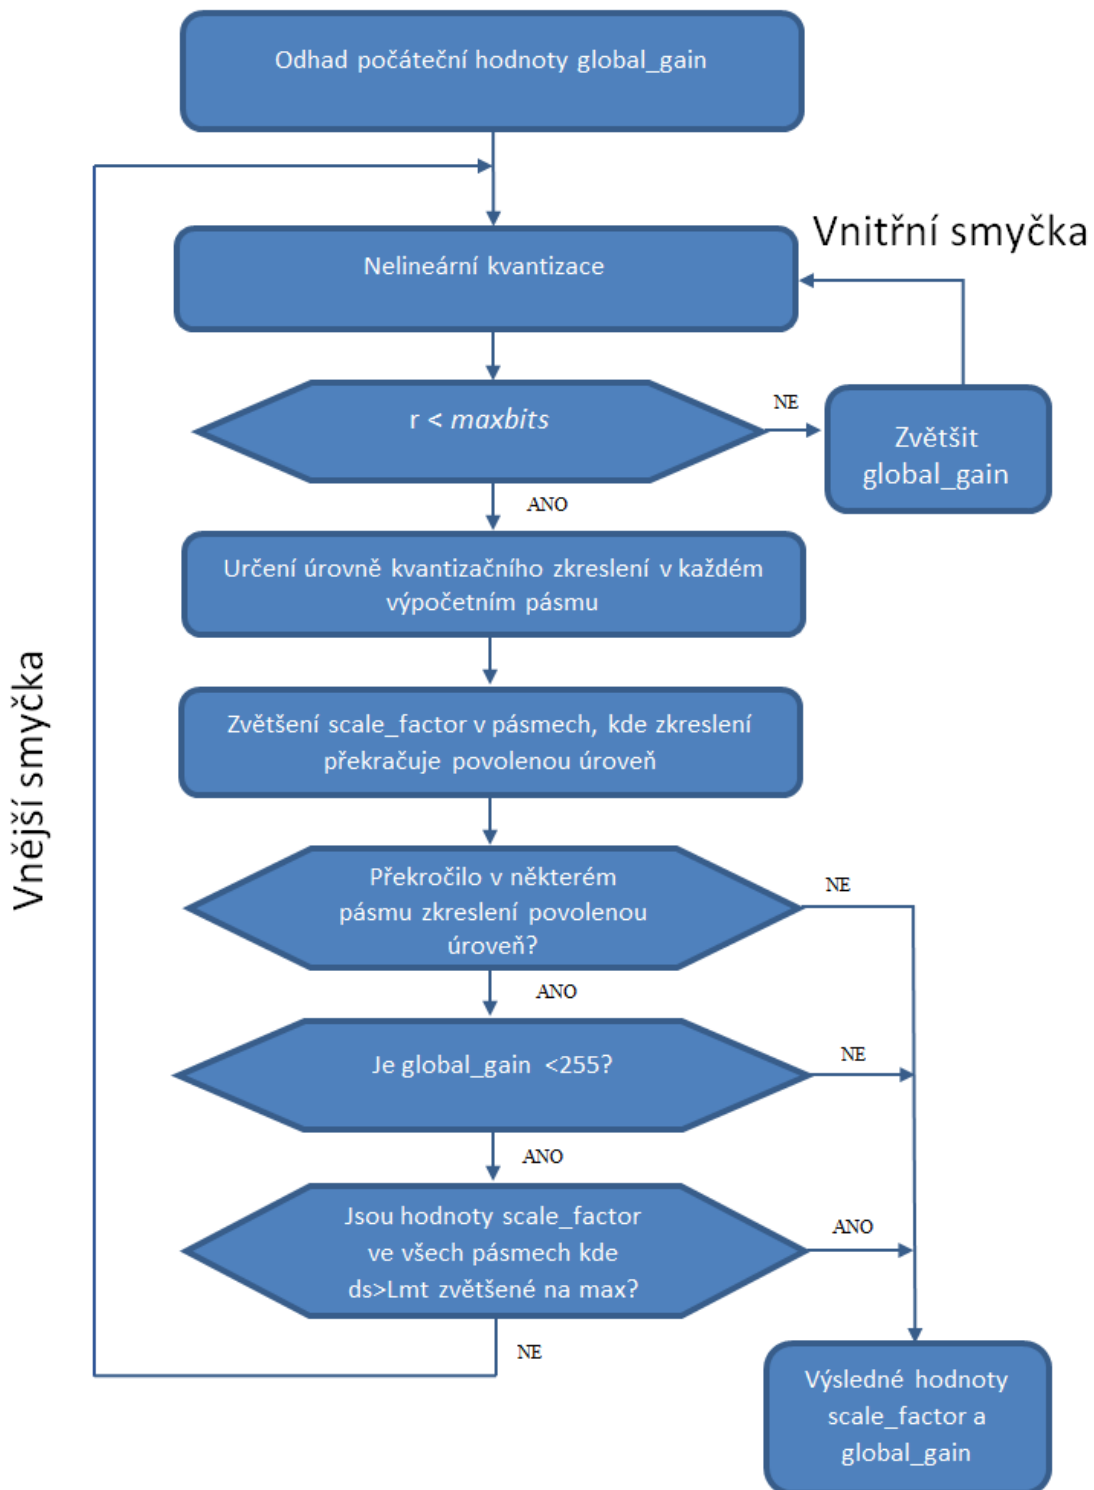 Odhad počáteční hodnoty global_gain
Vnitřní smyčka
Nelineární kvantizace
r < maxbits
NE
Zvětšit
global_gain
ANO
Určení úrovně kvantizačního zkreslení v každém
výpočetním pásmu
Vnější smyčka
Zvětšení scale_factor v pásmech, kde zkreslení
překračuje povolenou úroveň
Překročilo v některém
pásmu zkreslení povolenou
úroveň?
NE
ANO
Je global_gain <255?
NE
ANO
Jsou hodnoty scale_factor
ve všech pásmech kde
ds>Lmt zvětšené na max?
ANO
NE
Výsledné hodnoty
scale_factor a
global_gain